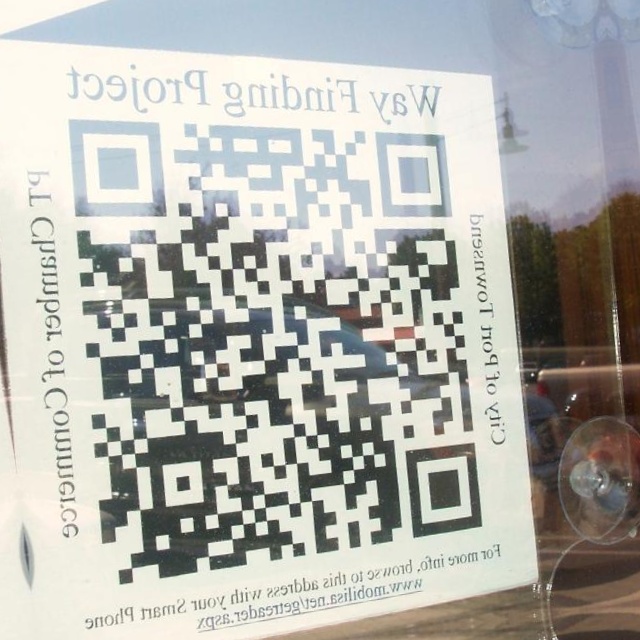 Way Finding Project
Pt Chamber of Commerce
City of Port Townsend
For more info, browse to this address with your Smart Phone
www.mobilisa.net/getreader.aspx